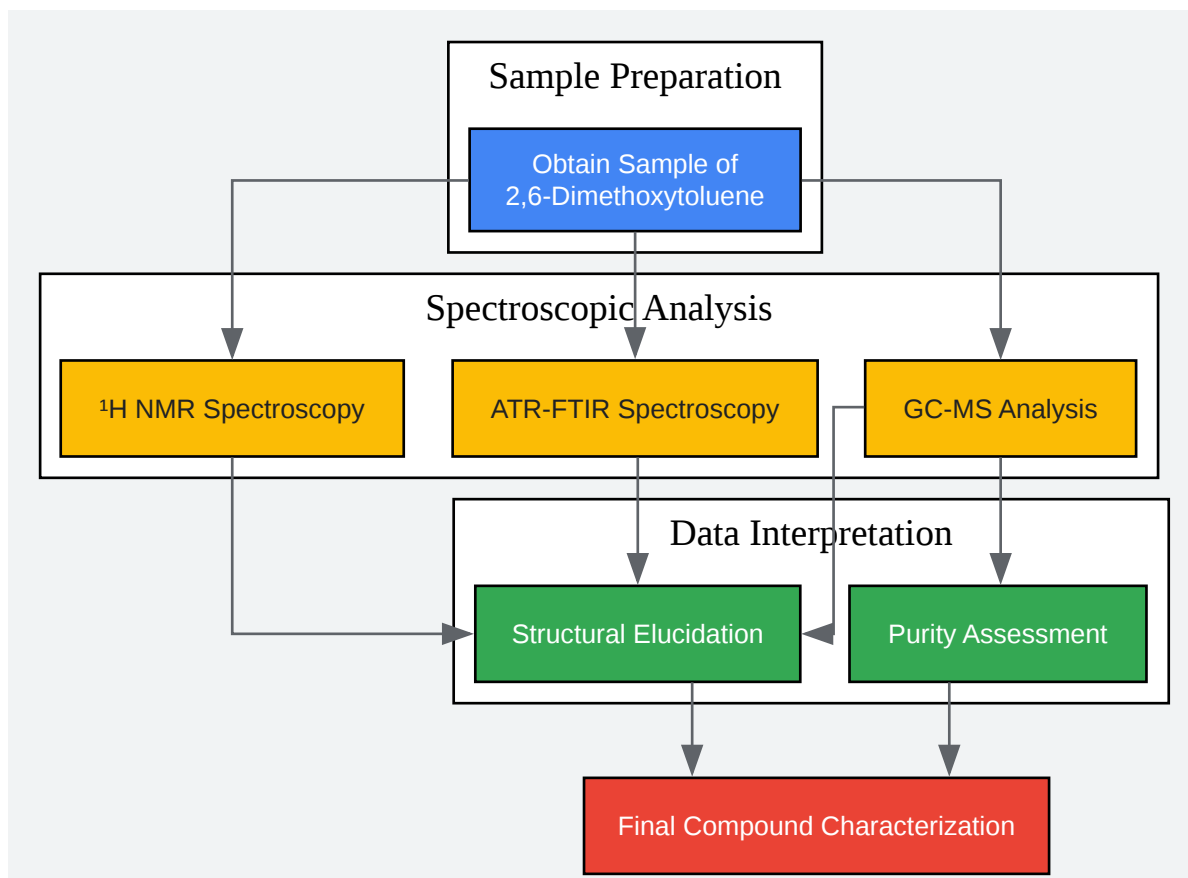 Sample Preparation
Obtain Sample of
2,6-Dimethoxytoluene
Spectroscopic Analysis
¹H NMR Spectroscopy
ATR-FTIR Spectroscopy
GC-MS Analysis
Data Interpretation
Structural Elucidation
Purity Assessment
Final Compound Characterization